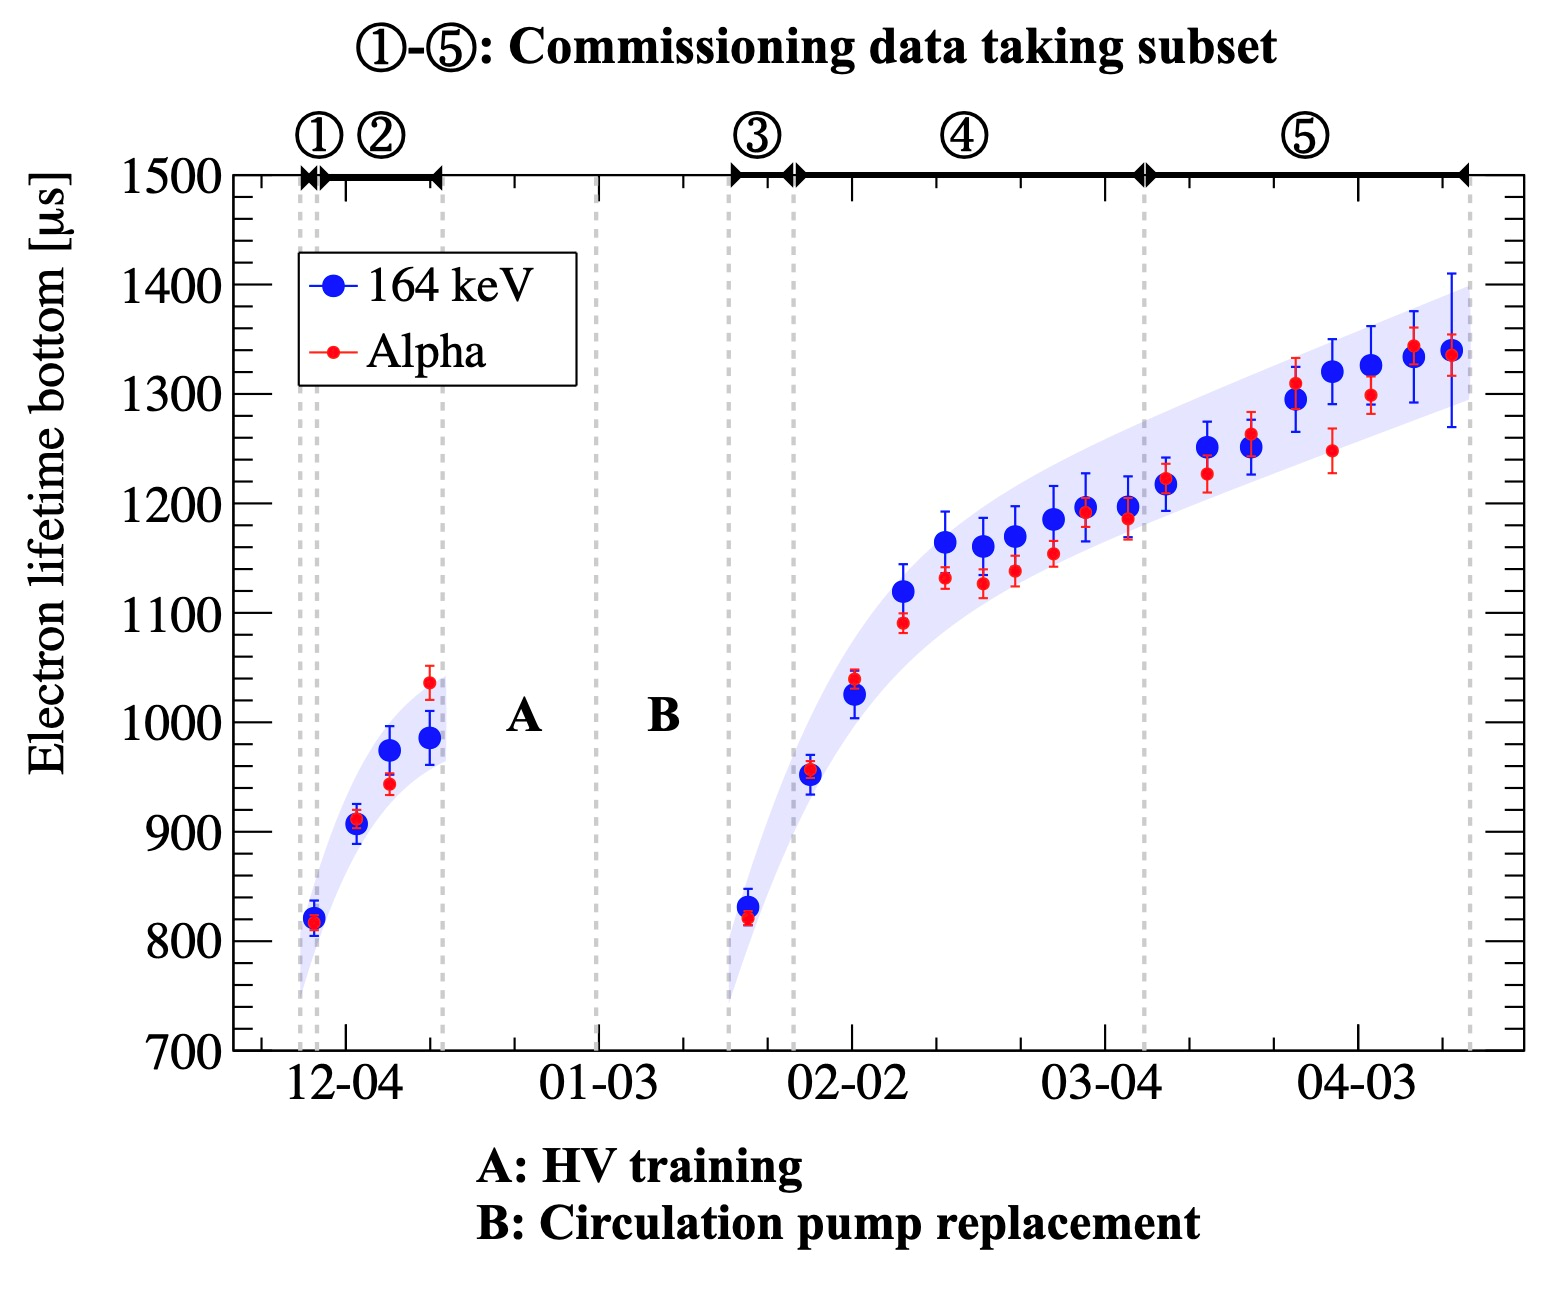 ①-⑤: Commissioning data taking subset
① ② ③ ④ ⑤
Electron lifetime bottom [μs]
1500
1400
1300
1200
1100
1000
900
800
700
164 keV
Alpha
A B
12-04 01-03 02-02 03-04 04-03
A: HV training
B: Circulation pump replacement